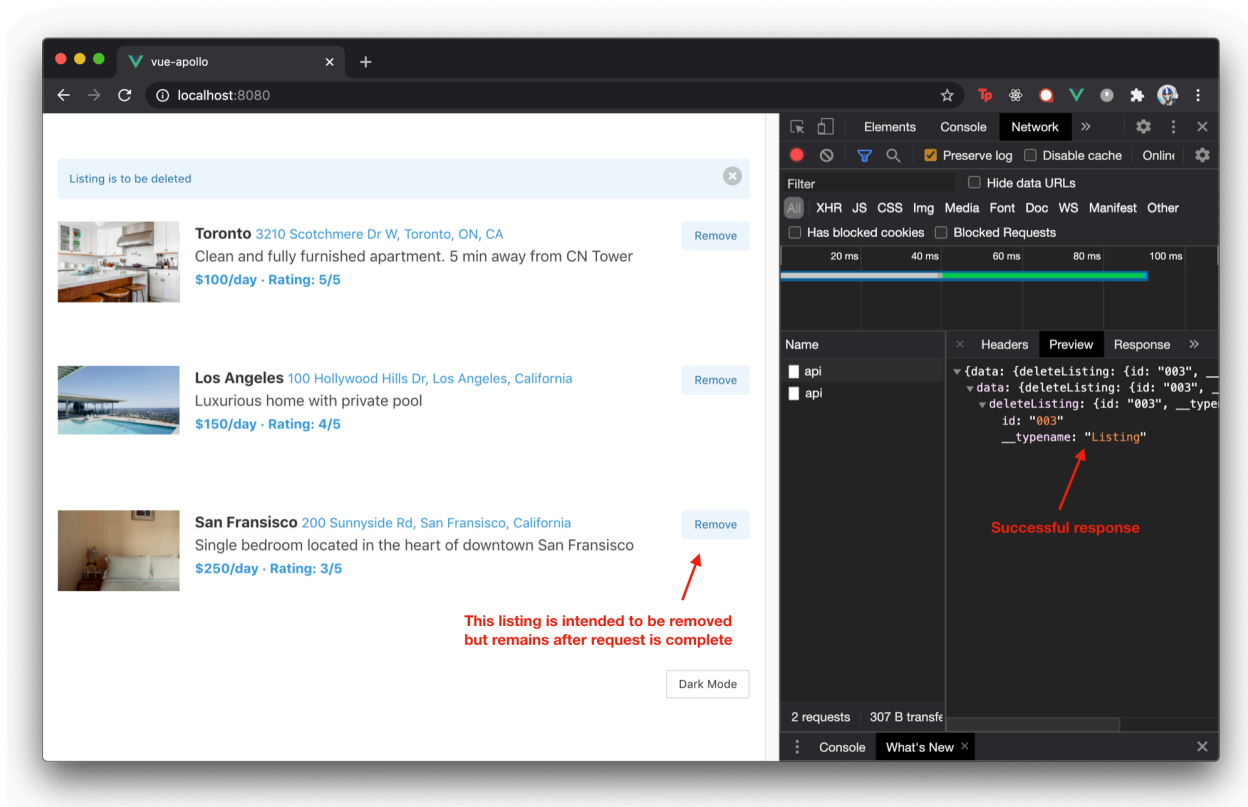 vue-apollo
localhost:8080
Listing is to be deleted
Toronto 3210 Scotchmere Dr W, Toronto, ON, CA
Clean and fully furnished apartment. 5 min away from CN Tower
$100/day · Rating: 5/5
Remove
Los Angeles 100 Hollywood Hills Dr, Los Angeles, California
Luxurious home with private pool
$150/day · Rating: 4/5
Remove
San Fransisco 200 Sunnyside Rd, San Fransisco, California
Single bedroom located in the heart of downtown San Fransisco
$250/day · Rating: 3/5
Remove
This listing is intended to be removed
but remains after request is complete
Dark Mode
Elements Console Network »
Preserve log Disable cache Online
Filter Hide data URLs
All XHR JS CSS Img Media Font Doc WS Manifest Other
Has blocked cookies Blocked Requests
20 ms 40 ms 60 ms 80 ms 100 ms
Name
api
api
Headers Preview Response »
{data: {deleteListing: {id: "003", __
data: {deleteListing: {id: "003", _
deleteListing: {id: "003", __type
id: "003"
__typename: "Listing"
Successful response
2 requests 307 B transfe
Console What's New